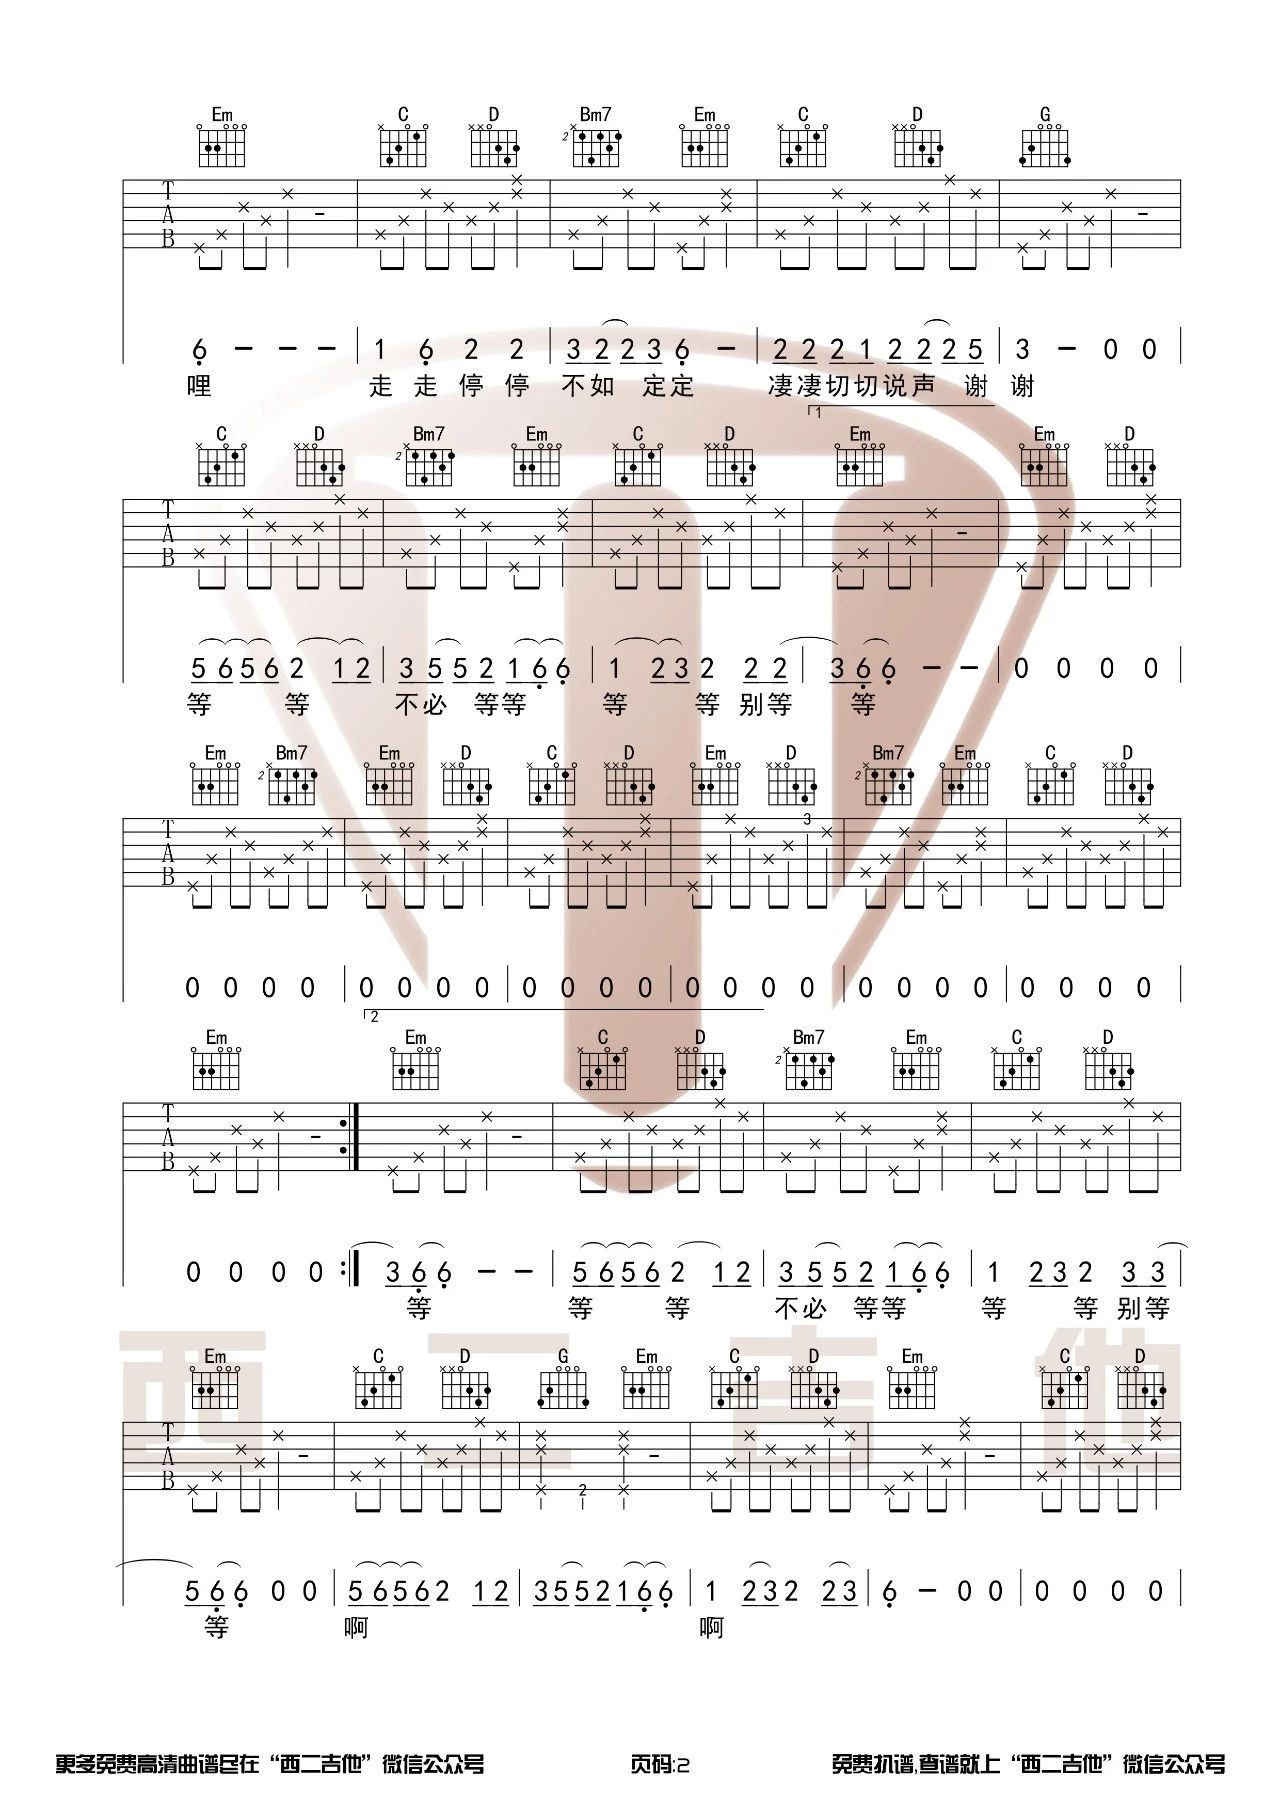 Em C D Bm7 Em C D G
2
T
A
B
6 - - - 1 6 2 2 3 2 2 3 6 - 2 2 2 1 2 2 2 5 3 - 0 0
哩 走 走 停 停 不如 定定 凄凄切切说声 谢 谢
1
C D Bm7 Em C D Em Em D
2
T
A
B
5 6 5 6 2 1 2 3 5 5 2 1 6 6 1 2 3 2 2 2 3 6 6 - - 0 0 0 0
等 等 不必 等等 等 等 别等 等
Em Bm7 Em D C D Em D Bm7 Em C D
2 2
T 3
A
B
0 0 0 0 0 0 0 0 0 0 0 0 0 0 0 0 0 0 0 0 0 0 0 0
2
Em Em C D Bm7 Em C D
2
T
A
B
0 0 0 0 3 6 6 - - 5 6 5 6 2 1 2 3 5 5 2 1 6 6 1 2 3 2 3 3
等 等 等 不必 等等 等 等 别等
西二吉他
Em C D G Em C D Em C D
T
A
B 2
5 6 6 0 0 5 6 5 6 2 1 2 3 5 5 2 1 6 6 1 2 3 2 2 3 6 - 0 0 0 0 0 0
等 啊 啊
更多免费高清曲谱尽在“西二吉他”微信公众号 页码:2 免费扒谱,查谱就上“西二吉他”微信公众号